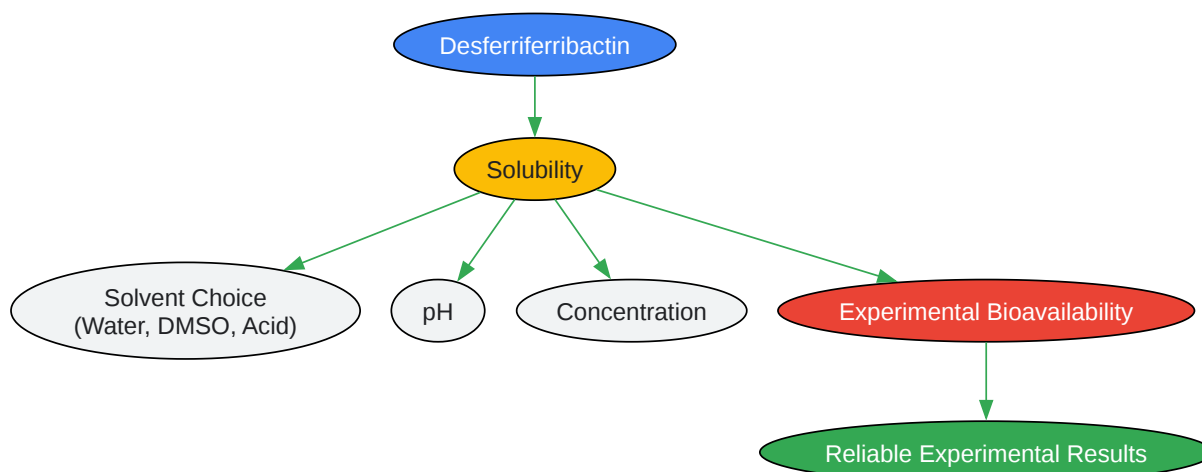 Desferriferribactin
Solubility
Solvent Choice
(Water, DMSO, Acid)
pH
Concentration
Experimental Bioavailability
Reliable Experimental Results